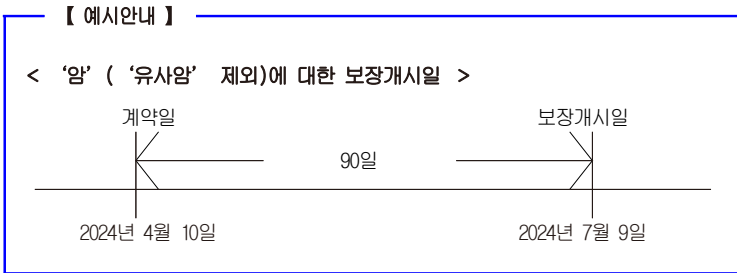 【 예시안내 】
< ‘암’ ( ‘유사암’ 제외)에 대한 보장개시일 >
계약일 보장개시일
90일
2024년 4월 10일 2024년 7월 9일